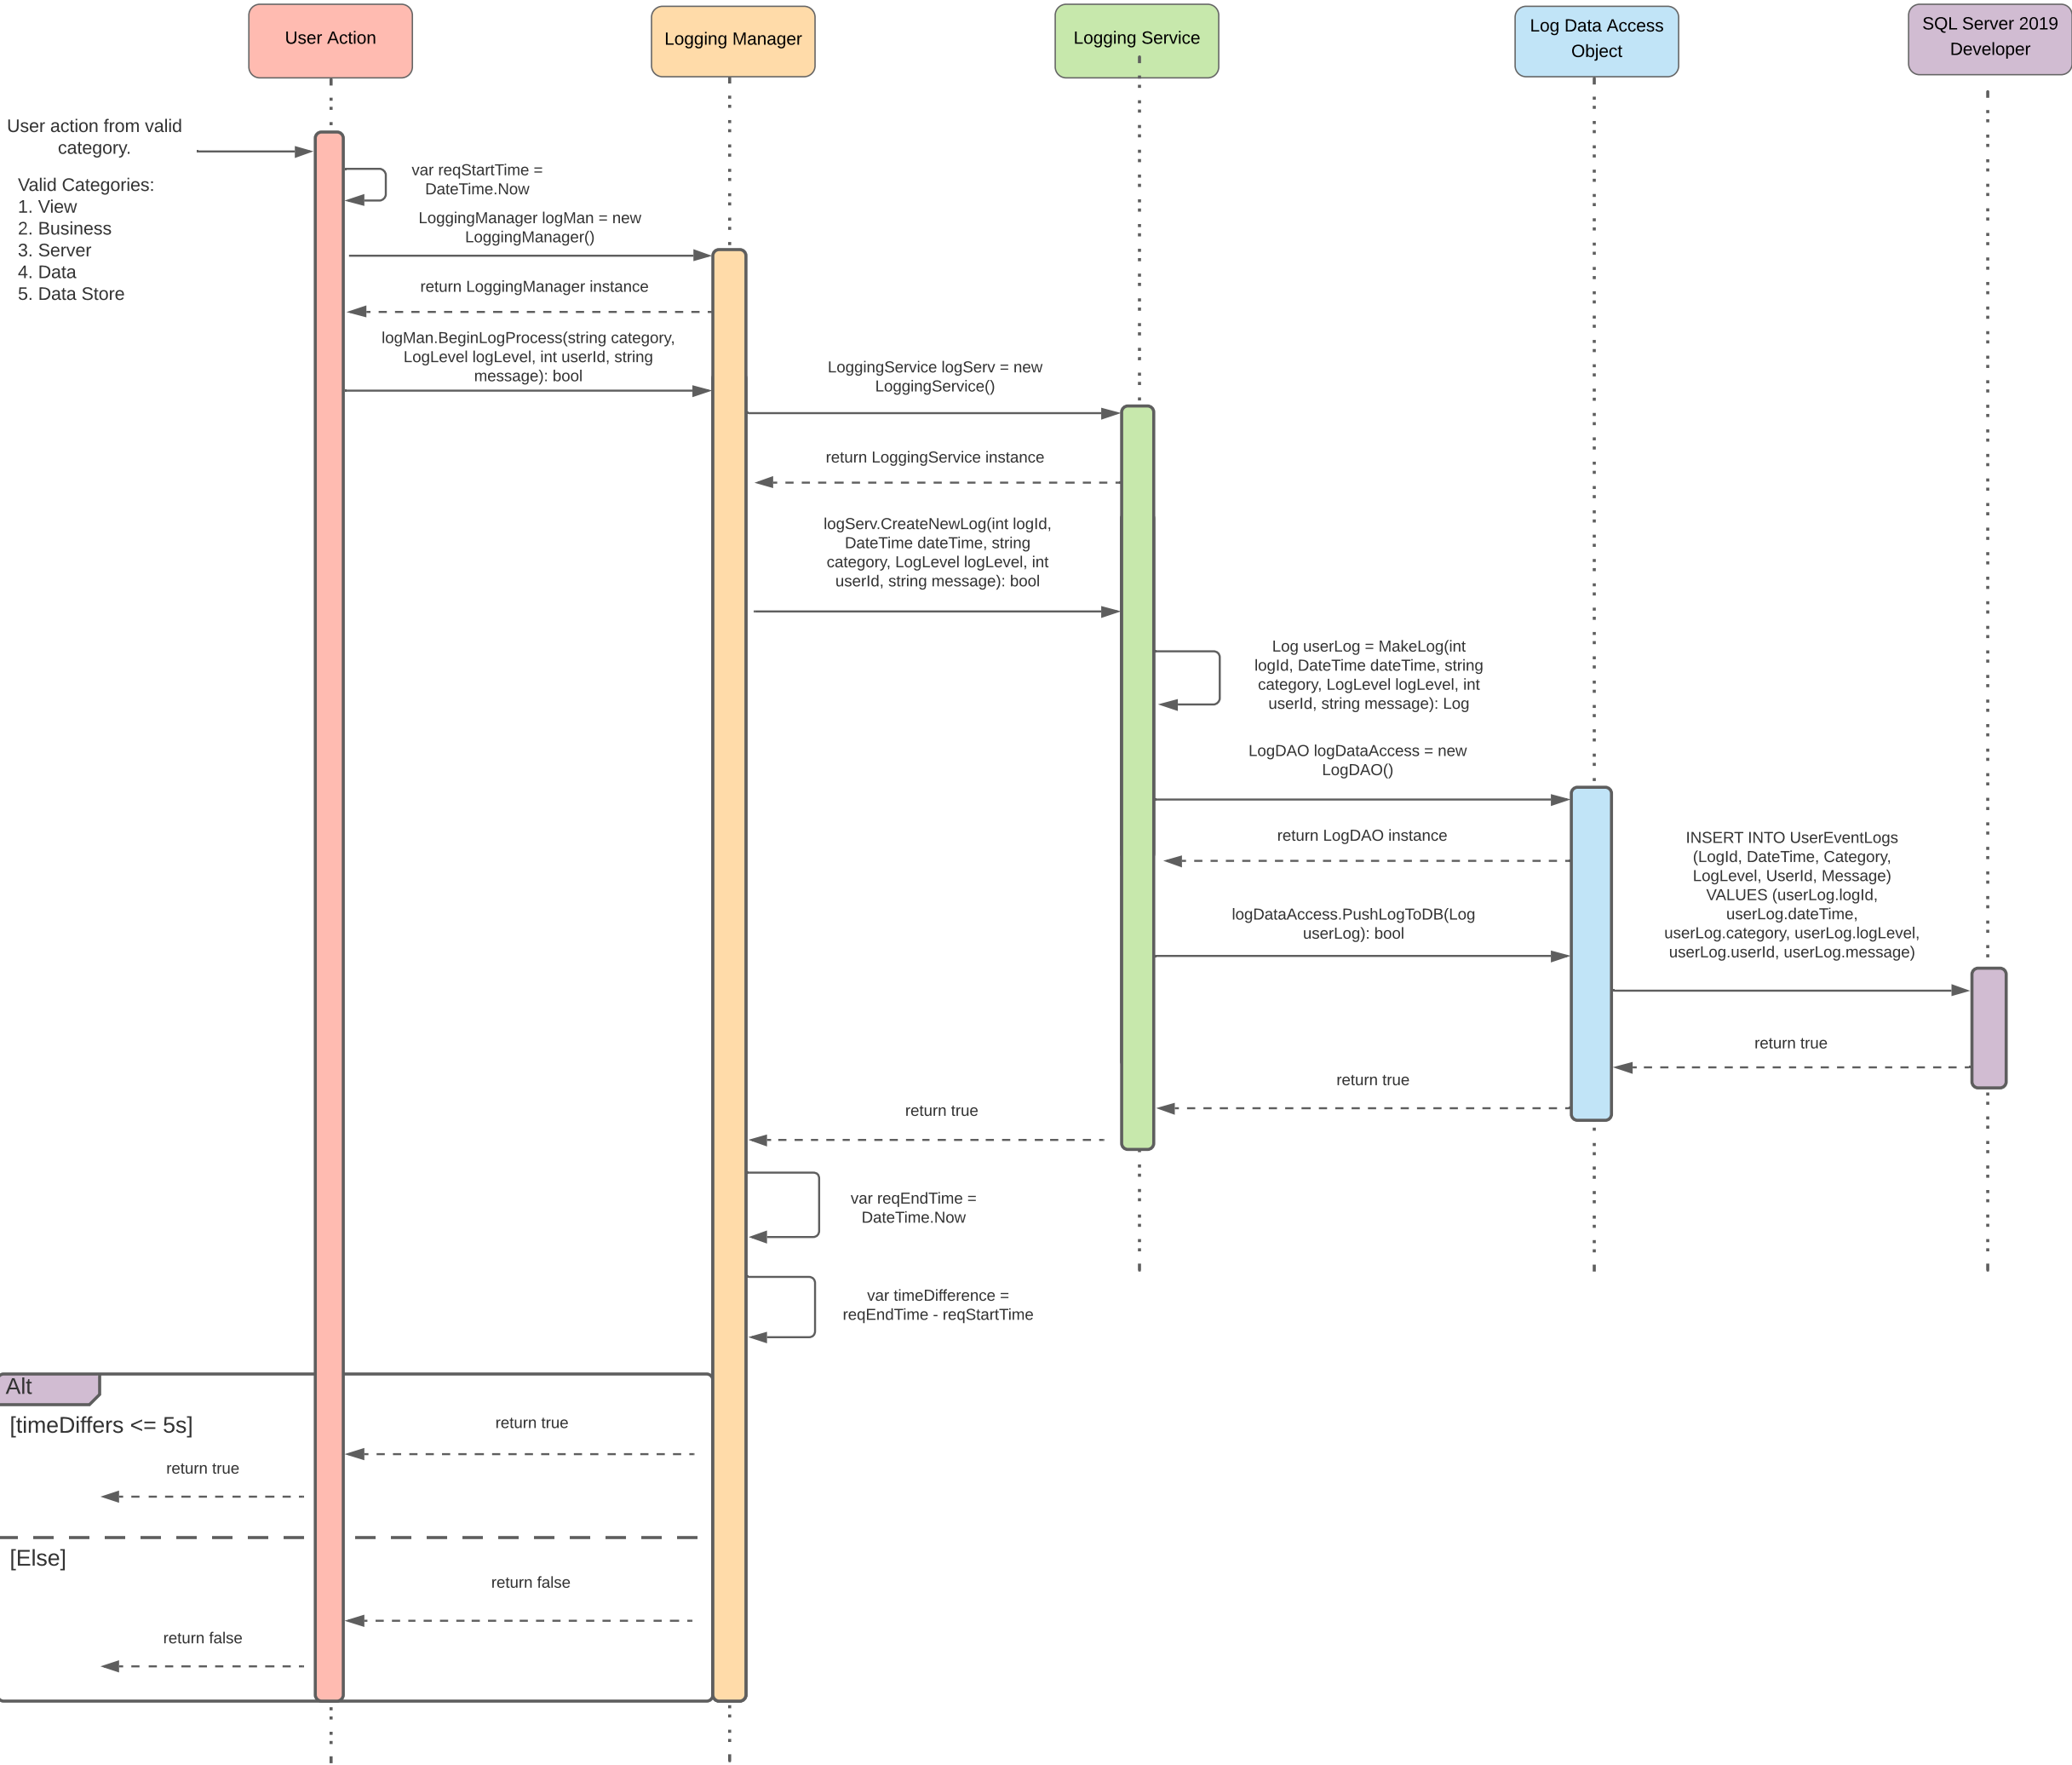 User Action
Logging Manager
Logging Service
Log Data Access
Object
SQL Server 2019
Developer
User action from valid
category.
Valid Categories:
1. View
2. Business
3. Server
4. Data
5. Data Store
var reqStartTime =
DateTime.Now
LoggingManager logMan = new
LoggingManager()
return LoggingManager instance
logMan.BeginLogProcess(string category,
LogLevel logLevel, int userId, string
message): bool
LoggingService logServ = new
LoggingService()
return LoggingService instance
logServ.CreateNewLog(int logId,
DateTime dateTime, string
category, LogLevel logLevel, int
userId, string message): bool
Log userLog = MakeLog(int
logId, DateTime dateTime, string
category, LogLevel logLevel, int
userId, string message): Log
LogDAO logDataAccess = new
LogDAO()
return LogDAO instance
logDataAccess.PushLogToDB(Log
userLog): bool
INSERT INTO UserEventLogs
(LogId, DateTime, Category,
LogLevel, UserId, Message)
VALUES (userLog.logId,
userLog.dateTime,
userLog.category, userLog.logLevel,
userLog.userId, userLog.message)
return true
return true
return true
var reqEndTime =
DateTime.Now
var timeDifference =
reqEndTime - reqStartTime
Alt
[timeDiffers <= 5s]
return true
return true
[Else]
return false
return false